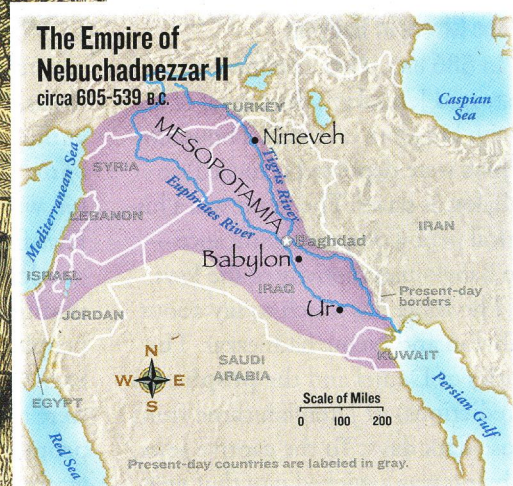 The Empire of
Nebuchadnezzar II
circa 605-539 B.C.
Caspian
Sea
TURKEY
Nineveh
MESOPOTAMIA
Tigris River
SYRIA
Mediterranean Sea
Euphrates River
LEBANON
IRAN
Baghdad
Babylon
ISRAEL
IRAQ
Present-day
borders
Ur
JORDAN
KUWAIT
N
W E
S
SAUDI
ARABIA
Persian Gulf
EGYPT
Scale of Miles
0 100 200
Red Sea
Present-day countries are labeled in gray.